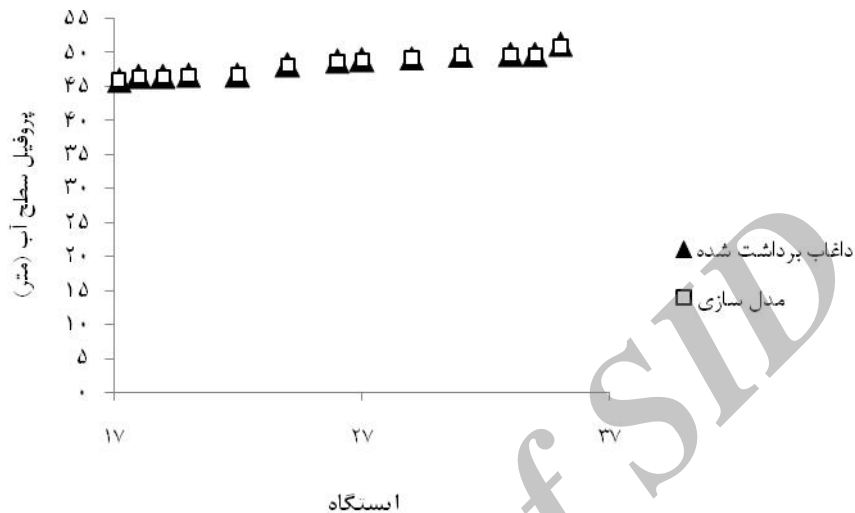 ۵۵
۵۰
۴۵
۴۰
۳۵
۳۰
۲۵
۲۰
۱۵
۱۰
۵
۰
پروفیل سطح آب (متر)
۱۷ ۲۷ ۳۷
ایستگاه
داغاب برداشت شده
مدل سازی
of SID